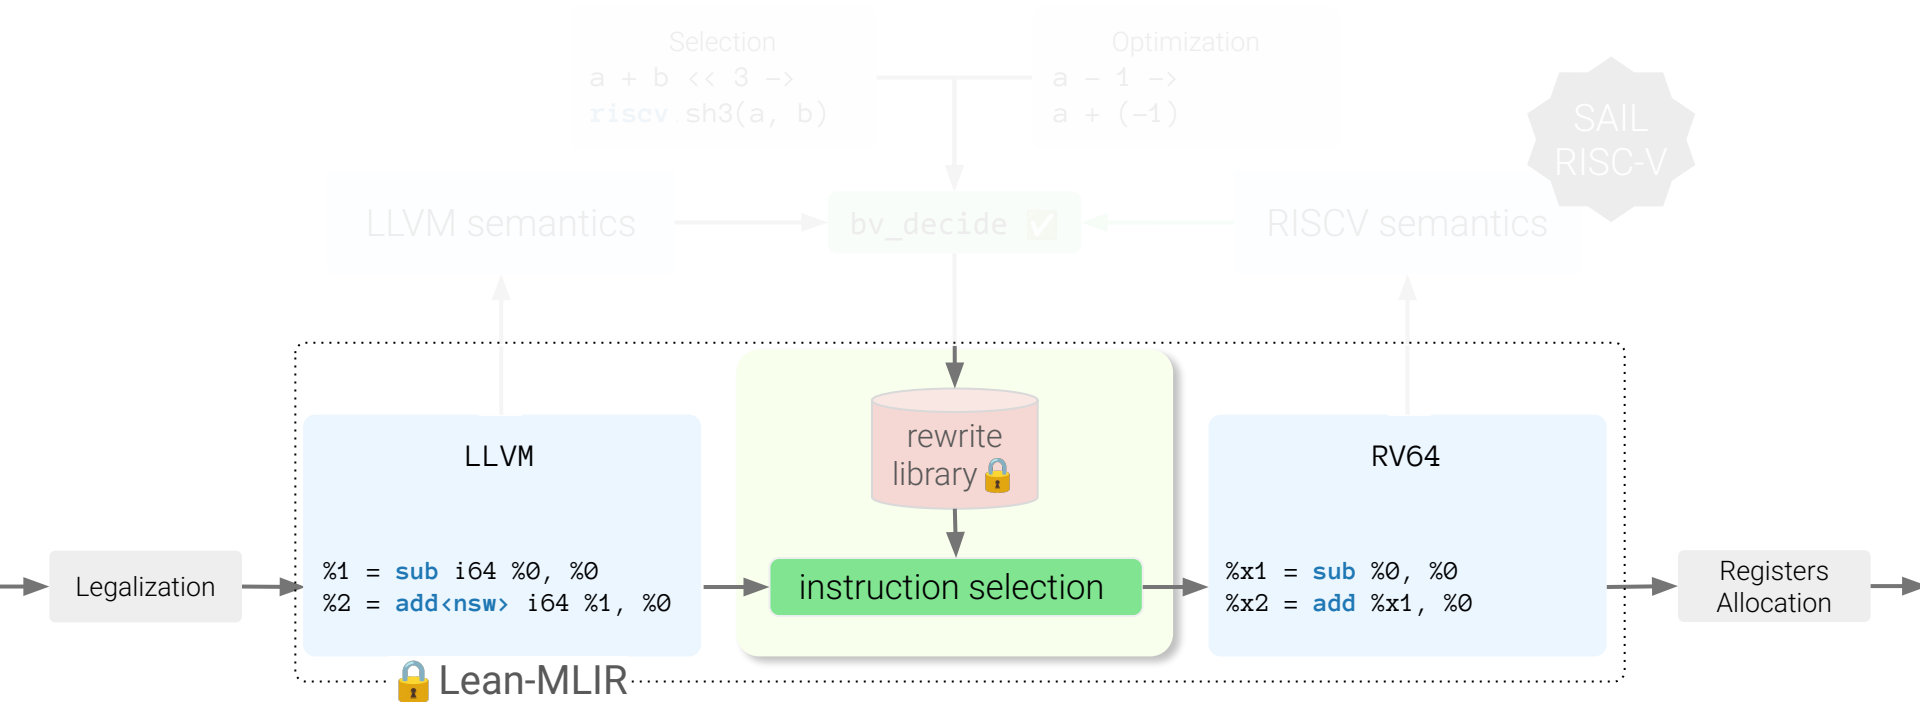 Selection
a + b << 3 ->
riscv sh3(a, b)
Optimization
a - 1 ->
a + (-1)
SAIL
RISC-V
LLVM semantics
bv_decide ✅
RISCV semantics
rewrite
library🔒
LLVM
%1 = sub i64 %0, %0
%2 = add<nsw> i64 %1, %0
RV64
%x1 = sub %0, %0
%x2 = add %x1, %0
Legalization
instruction selection
Registers
Allocation
🔒Lean-MLIR